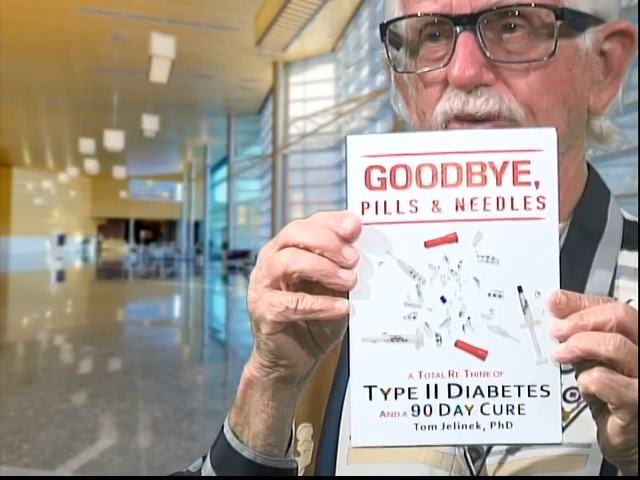 GOODBYE,
PILLS & NEEDLES
A TOTAL RE.THINK OF
TYPE II DIABETES
AND A 90 DAY CURE
TOM JELINEK, PHD